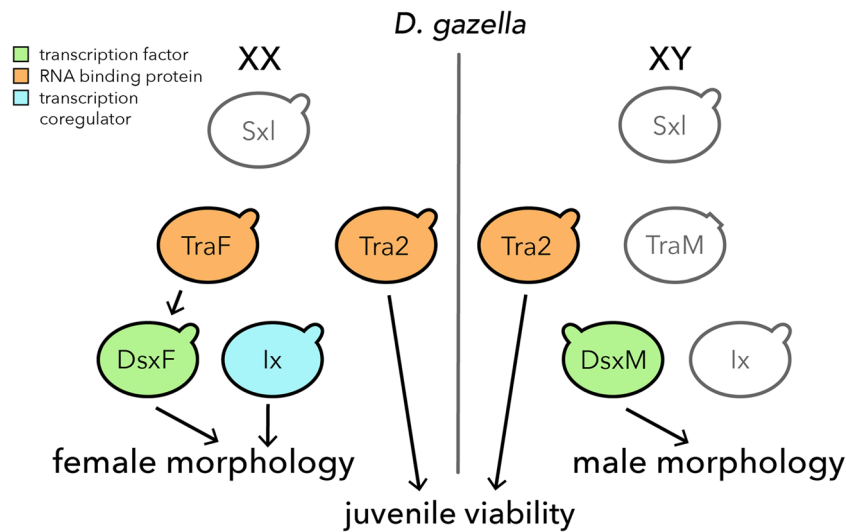 D. gazella
transcription factor
RNA binding protein
transcription
coregulator
XX
XY
Sxl
Sxl
TraF
Tra2
Tra2
TraM
DsxF
Ix
DsxM
Ix
female morphology
male morphology
juvenile viability